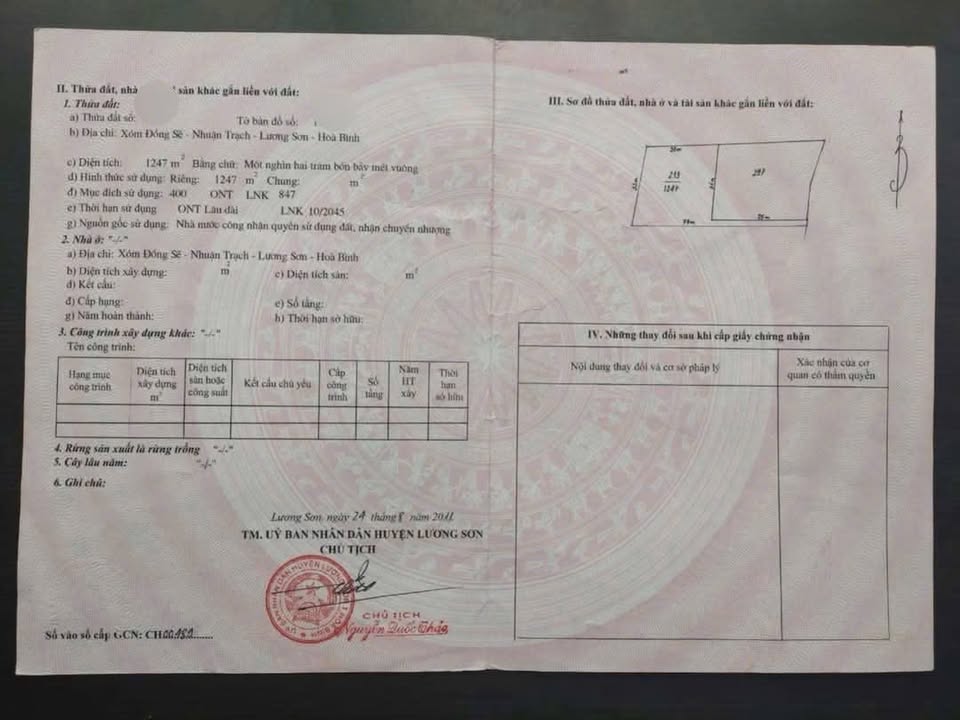 II. Thửa đất, nhà sản khác gắn liền với đất:
1. Thửa đất:
a) Thửa đất số: Tờ bản đồ số:
b) Địa chỉ: Xóm Đồng Sẽ - Nhuận Trạch - Lương Sơn - Hoà Bình
c) Diện tích: 1247 m2 Bằng chữ: Một nghìn hai trăm bốn bảy mét vuông
d) Hình thức sử dụng: Riêng: 1247 m2 Chung: m2
đ) Mục đích sử dụng: 400 ONT LNK 847
e) Thời hạn sử dụng ONT Lâu dài LNK 10/2045
g) Nguồn gốc sử dụng: Nhà nước công nhận quyền sử dụng đất, nhận chuyển nhượng
2. Nhà ở: "-/-"
a) Địa chỉ: Xóm Đồng Sẽ - Nhuận Trạch - Lương Sơn - Hoà Bình
b) Diện tích xây dựng: m2 c) Diện tích sàn: m2
d) Kết cấu:
đ) Cấp hạng: e) Số tầng:
g) Năm hoàn thành: h) Thời hạn sở hữu:
3. Công trình xây dựng khác: "-/-"
Tên công trình:
Hạng mục công trình
Diện tích xây dựng m2
Diện tích sàn hoặc công suất
Kết cấu chủ yếu
Cấp công trình
Số tầng
Năm HT xây
Thời hạn sở hữu
4. Rừng sản xuất là rừng trồng "-/-"
5. Cây lâu năm: "-/-"
6. Ghi chú:
Lương Sơn, ngày 24 tháng 8 năm 2011
TM. UỶ BAN NHÂN DÂN HUYỆN LƯƠNG SƠN
CHỦ TỊCH
CHỦ TỊCH
Nguyễn Quốc Thảo
Số vào sổ cấp GCN: CH00181
III. Sơ đồ thửa đất, nhà ở và tài sản khác gắn liền với đất:
1247
297
IV. Những thay đổi sau khi cấp giấy chứng nhận
Nội dung thay đổi và cơ sở pháp lý
Xác nhận của cơ quan có thẩm quyền